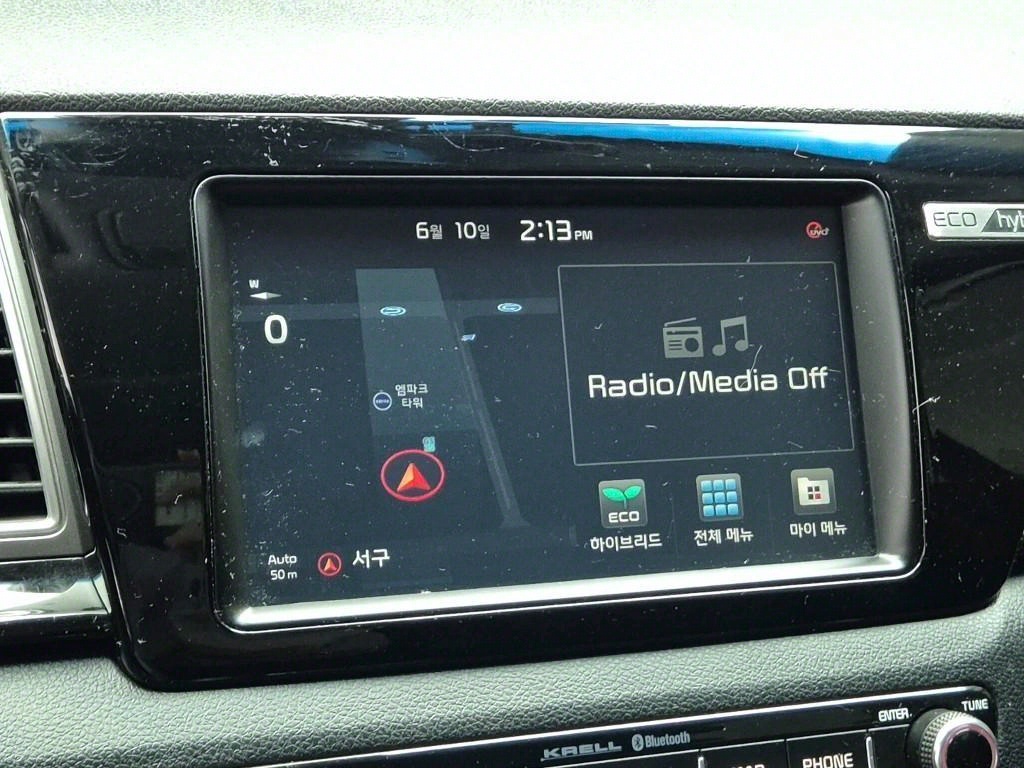 6월 10일 2:13 PM
UVO
W
0
엠파크
타워
Auto
50 m
서구
Radio/Media Off
ECO
하이브리드
전체 메뉴
마이 메뉴
ECO hyb
KRELL Bluetooth
PHONE
ENTER
TUNE